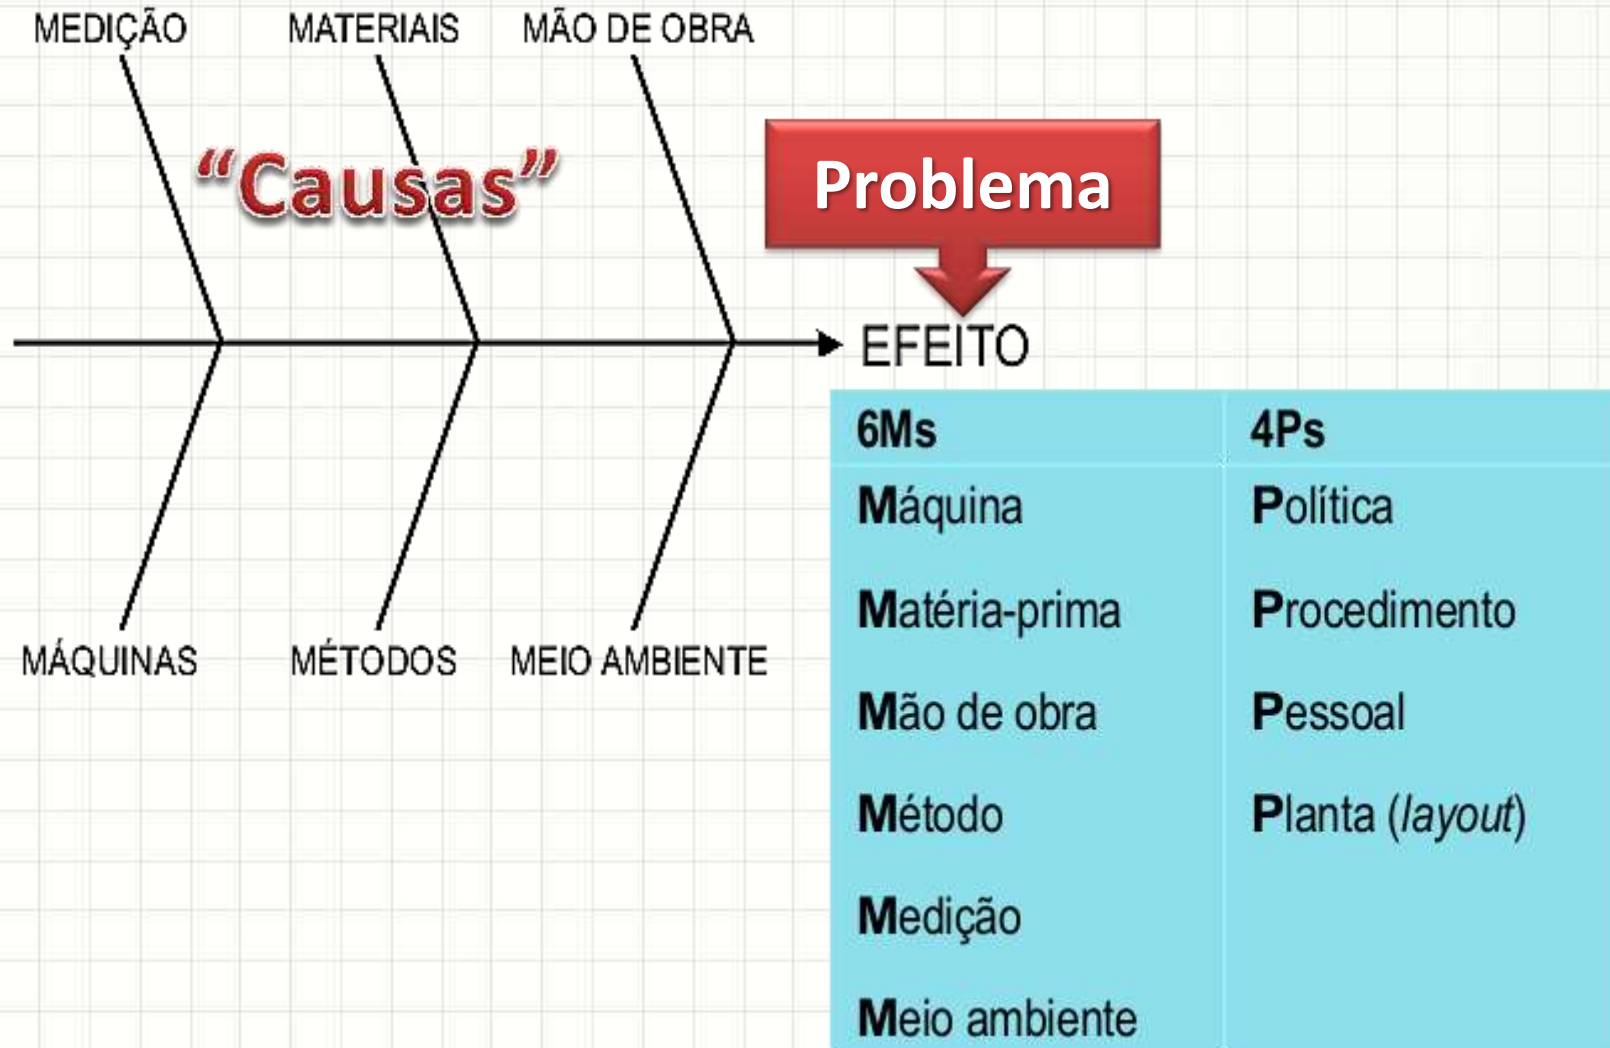 MEDIÇÃO MATERIAIS MÃO DE OBRA
“Causas”
Problema
EFEITO
MÁQUINAS MÉTODOS MEIO AMBIENTE
6Ms 4Ps
Máquina Política
Matéria-prima Procedimento
Mão de obra Pessoal
Método Planta (layout)
Medição
Meio ambiente